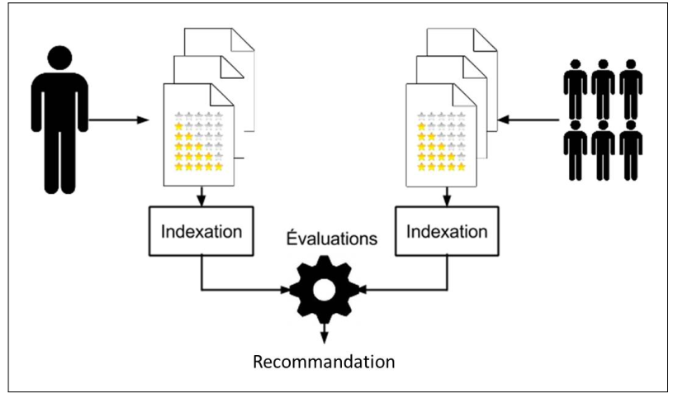 Indexation
Évaluations
Indexation
Recommandation